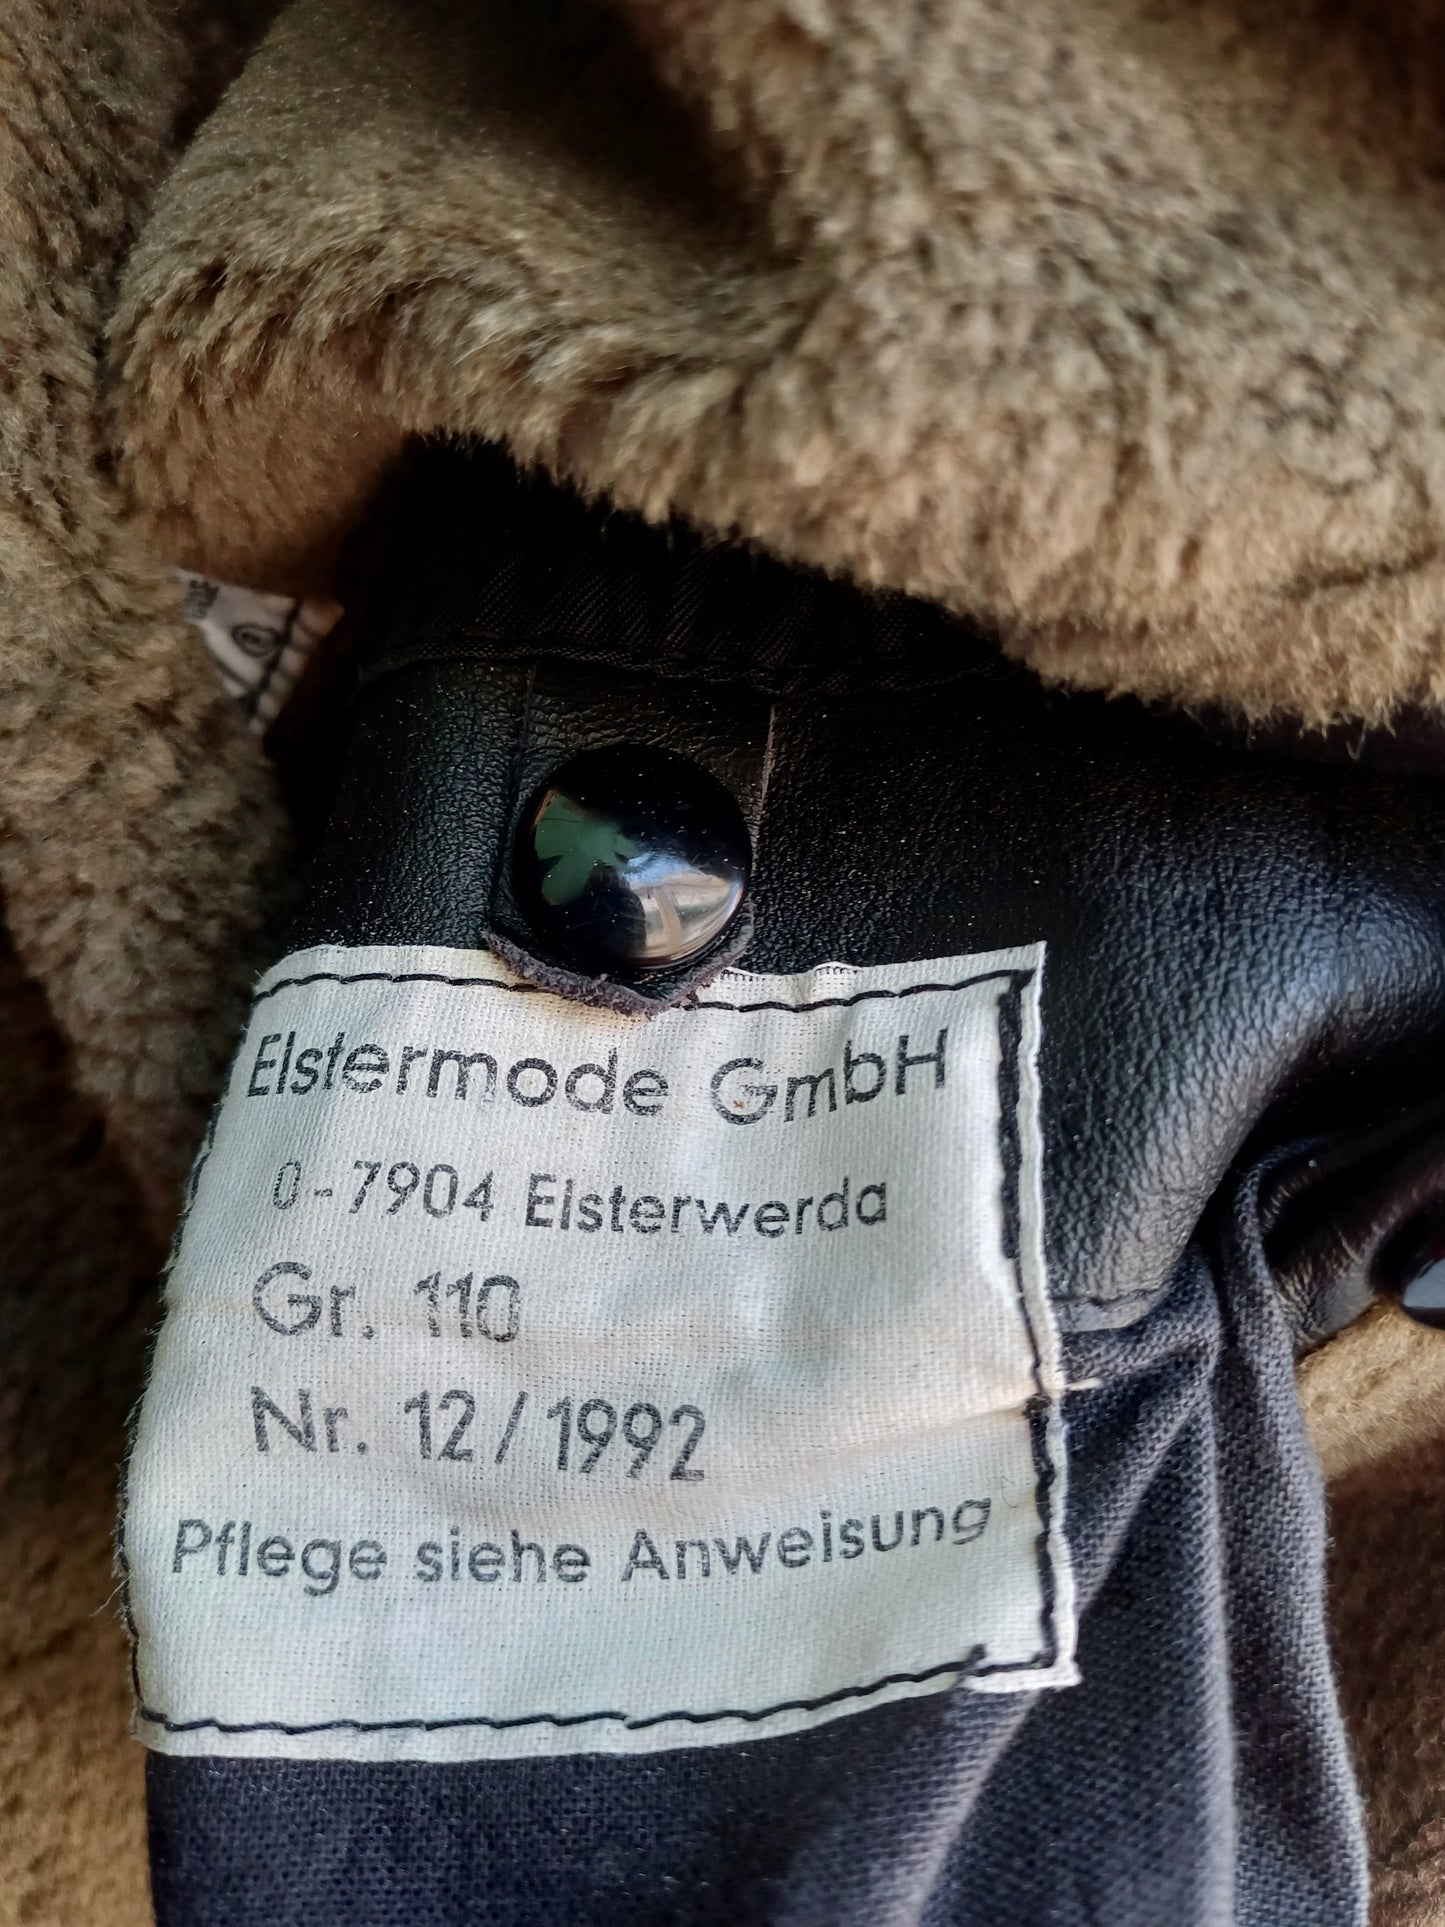 Elstermode GmbH
0-7904 Elsterwerda
Gr. 110
Nr. 12/1992
Pflege siehe Anweisung